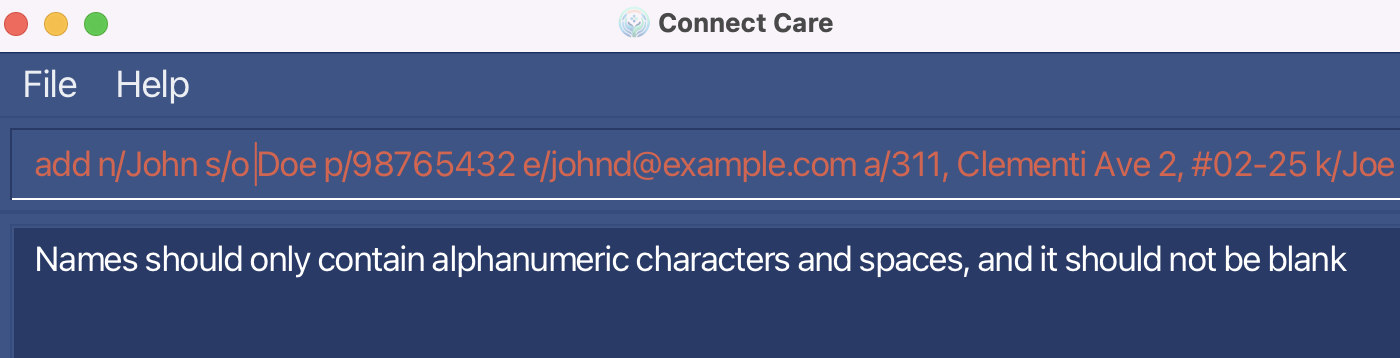 Connect Care
File Help
add n/John s/o Doe p/98765432 e/johnd@example.com a/311, Clementi Ave 2, #02-25 k/Joe
Names should only contain alphanumeric characters and spaces, and it should not be blank